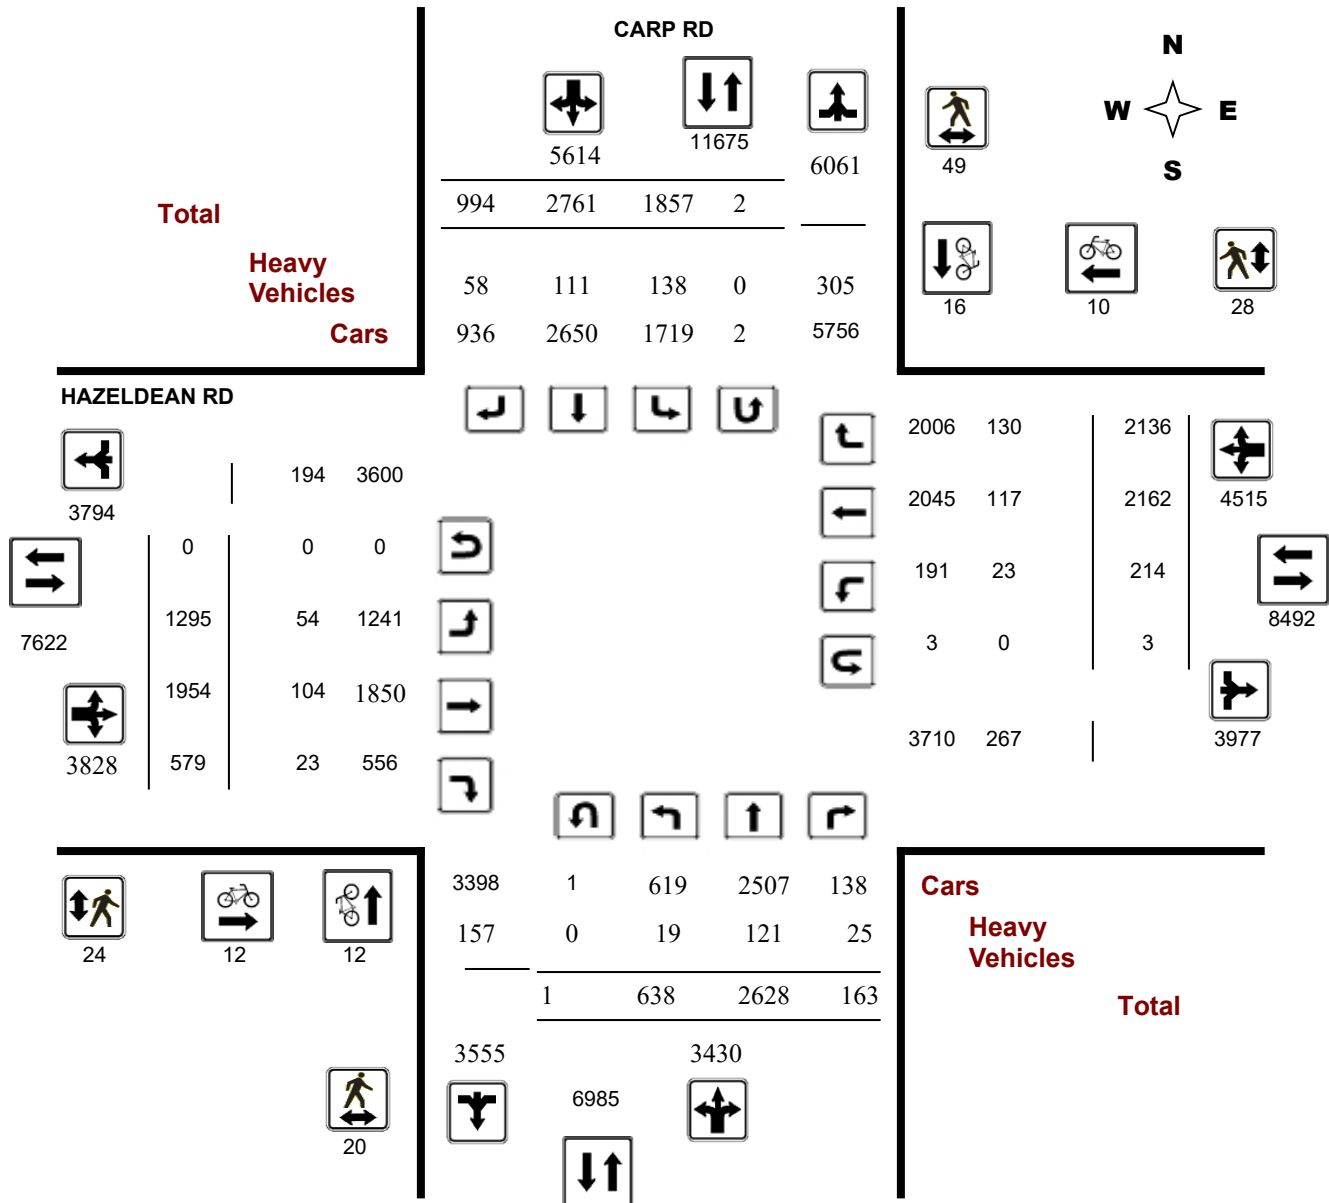 CARP RD
N
W E
S
5614 11675 6061 49
994 2761 1857 2
Total
Heavy
Vehicles
58 111 138 0 305
16 10 28
Cars 936 2650 1719 2 5756
HAZELDEAN RD
2006 130 2136
194 3600
3794
2045 117 2162 4515
0 0 0
191 23 214
8492
1295 54 1241
7622
3 0 3
1954 104 1850
3710 267 3977
3828 579 23 556
3398 1 619 2507 138 Cars
157 0 19 121 25 Heavy
Vehicles
24 12 12
1 638 2628 163 Total
3555 3430
6985
20